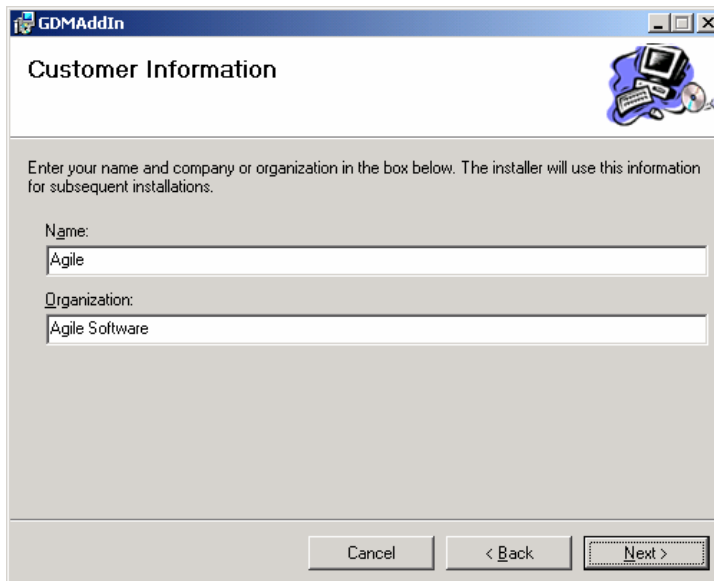 GDMAddIn
Customer Information
Enter your name and company or organization in the box below. The installer will use this information
for subsequent installations.
Name:
Agile
Organization:
Agile Software
Cancel
< Back
Next >